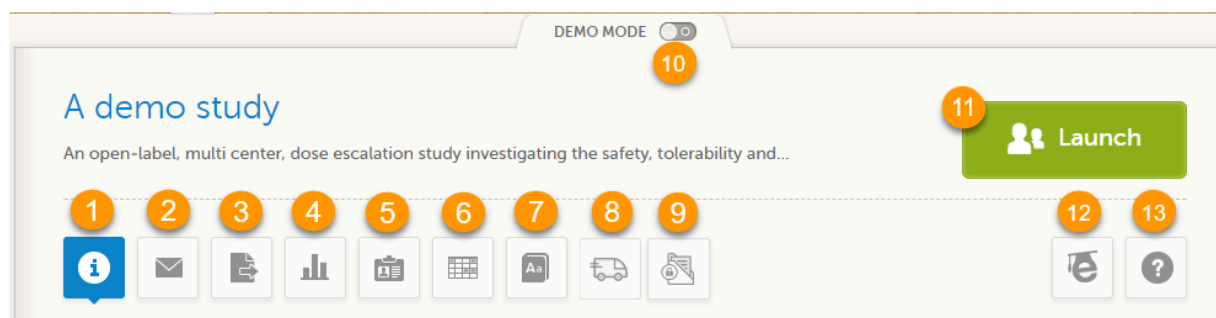 DEMO MODE
10
A demo study
11
Launch
An open-label, multi center, dose escalation study investigating the safety, tolerability and...
1 2 3 4 5 6 7 8 9 12 13
i Aa e ?